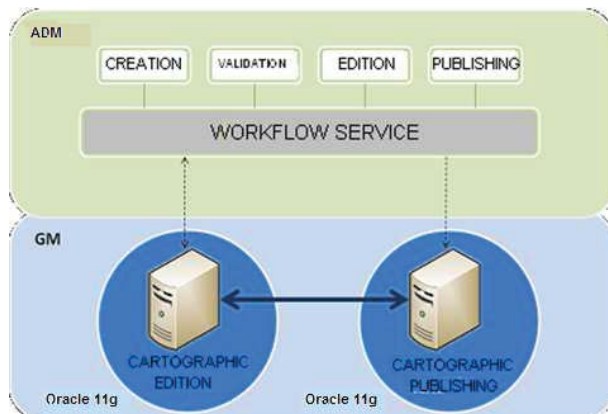 ADM
CREATION
VALIDATION
EDITION
PUBLISHING
WORKFLOW SERVICE
GM
CARTOGRAPHIC
EDITION
CARTOGRAPHIC
PUBLISHING
Oracle 11g
Oracle 11g